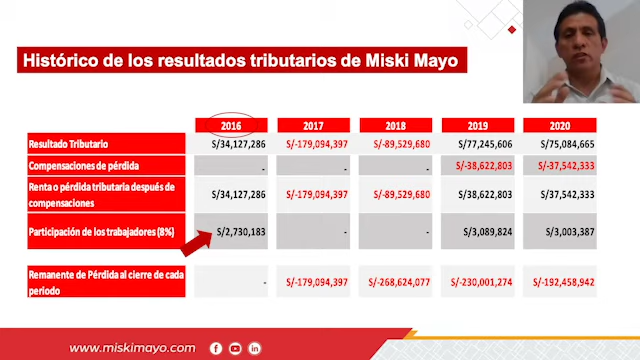 Histórico de los resultados tributarios de Miski Mayo
2016 2017 2018 2019 2020
Resultado Tributario S/34,127,286 S/-179,094,397 S/-89,529,680 S/77,245,606 S/75,084,665
Compensaciones de pérdida - - - S/-38,622,803 S/-37,542,333
Renta o pérdida tributaria después de
compensaciones S/34,127,286 S/-179,094,397 S/-89,529,680 S/38,622,803 S/37,542,333
Participación de los trabajadores (8%) S/2,730,183 - - S/3,089,824 S/3,003,387
Remanente de Pérdida al cierre de cada
periodo - S/-179,094,397 S/-268,624,077 S/-230,001,274 S/-192,458,942
www.miskimayo.com